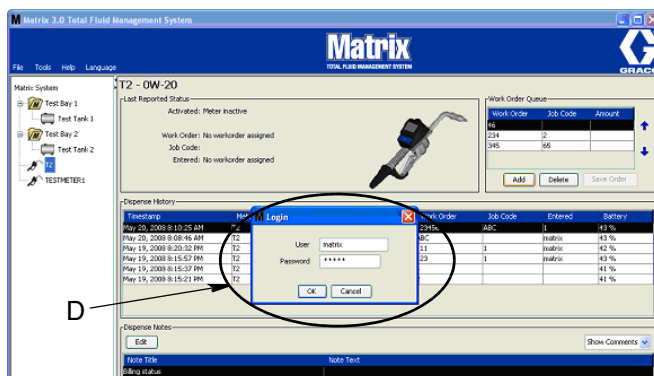 Matrix 3.0 Total Fluid Management System
Matrix
TOTAL FLUID MANAGEMENT SYSTEM
GRACO
File Tools Help Language
Matrix System
Test Bay 1
Test Tank 1
Test Bay 2
Test Tank 2
T2
TESTMETER1
T2 - 0W-20
Last Reported Status
Activated: Meter inactive
Work Order: No workorder assigned
Job Code:
Entered: No workorder assigned
Work Order Queue
Work Order Job Code Amount
46
234 2
345 65
Add Delete Save Order
Dispense History
Timestamp Work Order Job Code Entered Battery
May 20, 2008 8:10:25 AM T2 ABC 1 43 %
May 20, 2008 8:08:46 AM T2 matrix 43 %
May 19, 2008 8:20:32 PM T2 11 1 matrix 42 %
May 19, 2008 8:15:57 PM T2 23 1 matrix 43 %
May 19, 2008 8:15:37 PM T2 41 %
May 19, 2008 8:15:21 PM T2 41 %
Login
User matrix
Password *****
OK Cancel
D
Dispense Notes
Edit Show Comments
Note Title Note Text
Billing status